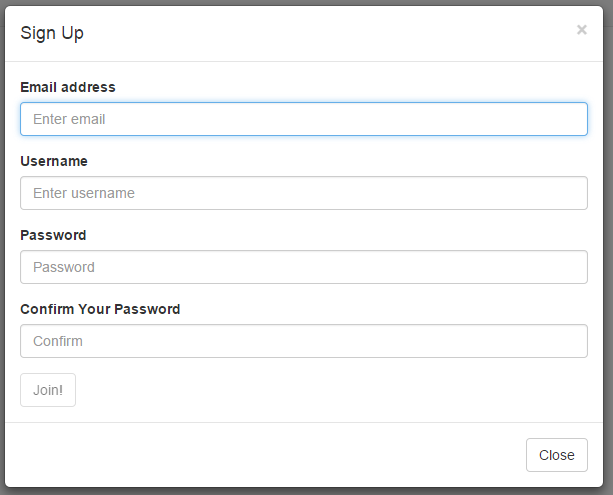 Sign Up ×
Email address
Enter email
Username
Enter username
Password
Password
Confirm Your Password
Confirm
Join!
Close